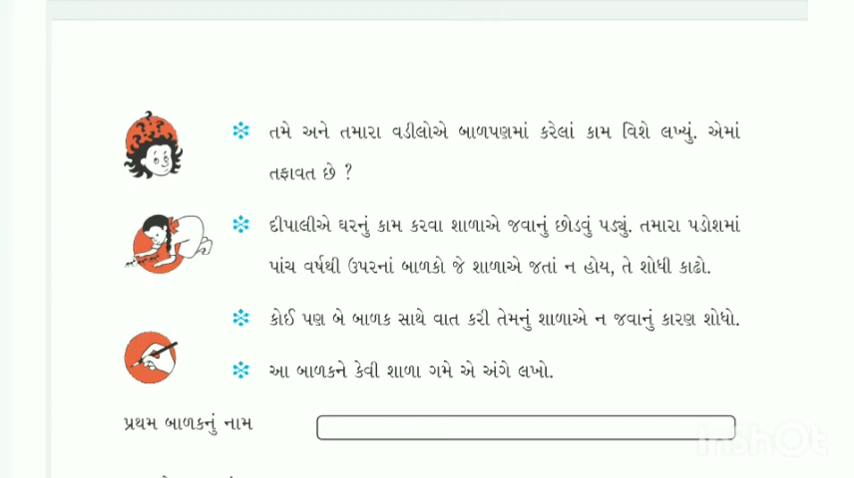 તમે અને તમારા વડીલોએ બાળપણમાં કરેલાં કામ વિશે લખ્યું. એમાં
તફાવત છે ?
દીપાલીએ ઘરનું કામ કરવા શાળાએ જવાનું છોડવું પડ્યું. તમારા પડોશમાં
પાંચ વર્ષથી ઉપરનાં બાળકો જે શાળાએ જતાં ન હોય, તે શોધી કાઢો.
કોઈ પણ બે બાળક સાથે વાત કરી તેમનું શાળાએ ન જવાનું કારણ શોધો.
આ બાળકને કેવી શાળા ગમે એ અંગે લખો.
પ્રથમ બાળકનું નામ
InshOt